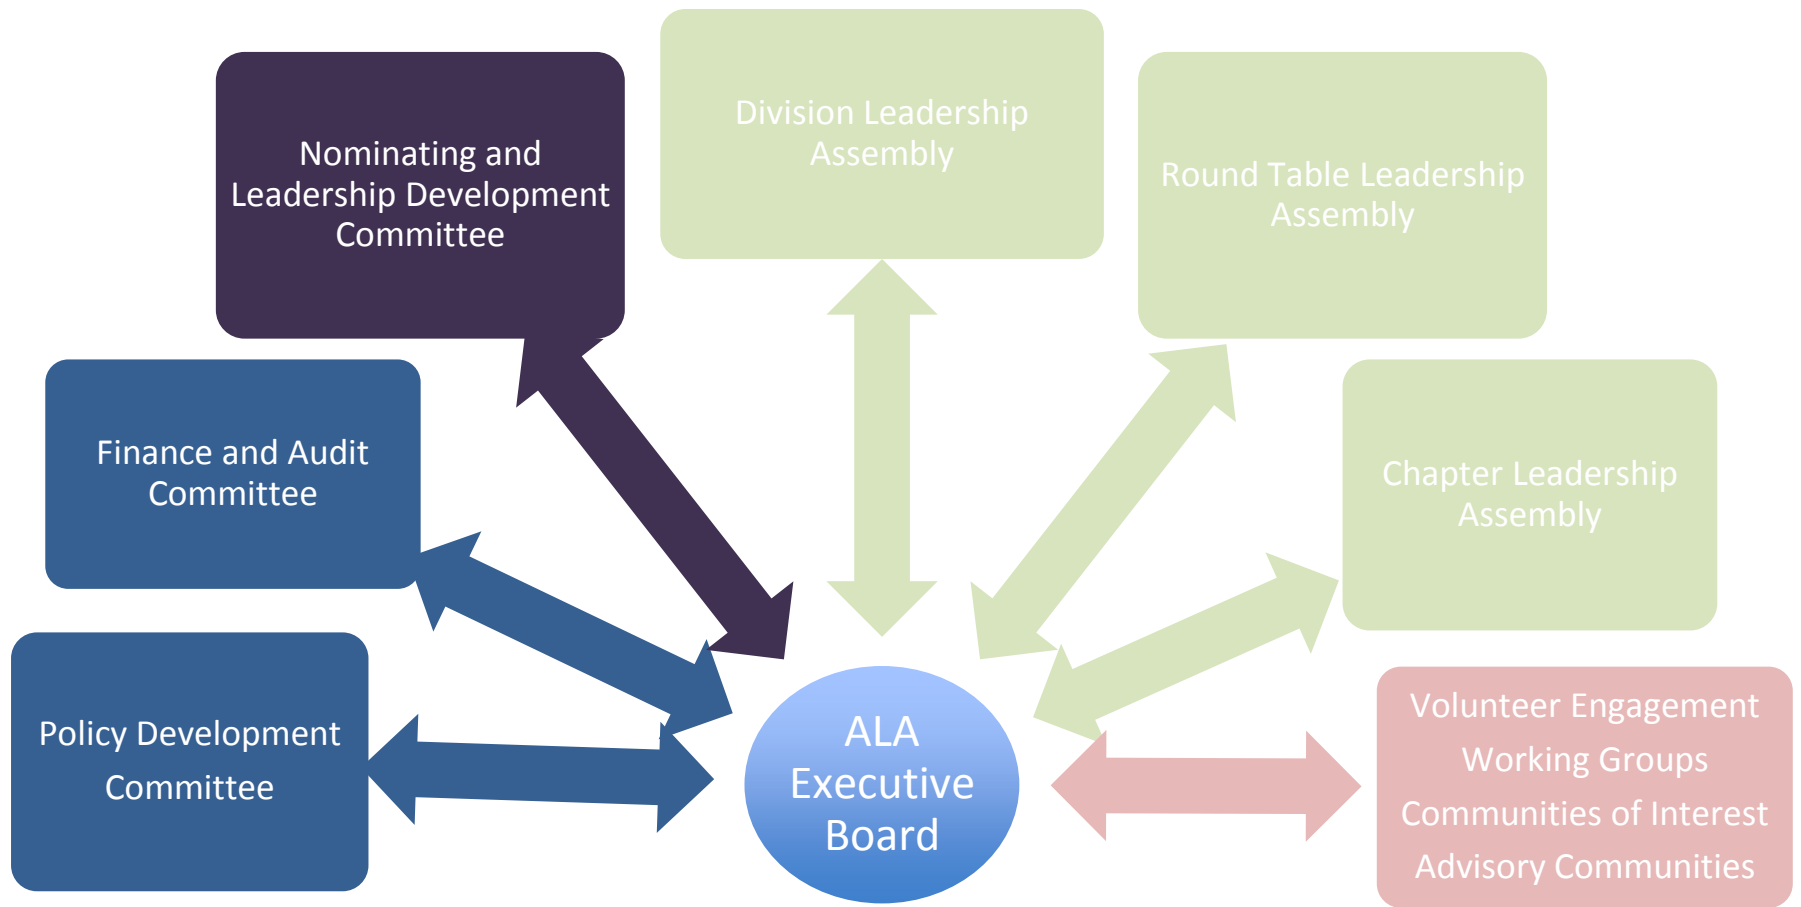 Division Leadership
Assembly
Nominating and
Leadership Development
Committee
Round Table Leadership
Assembly
Finance and Audit
Committee
Chapter Leadership
Assembly
Policy Development
Committee
ALA
Executive
Board
Volunteer Engagement
Working Groups
Communities of Interest
Advisory Communities